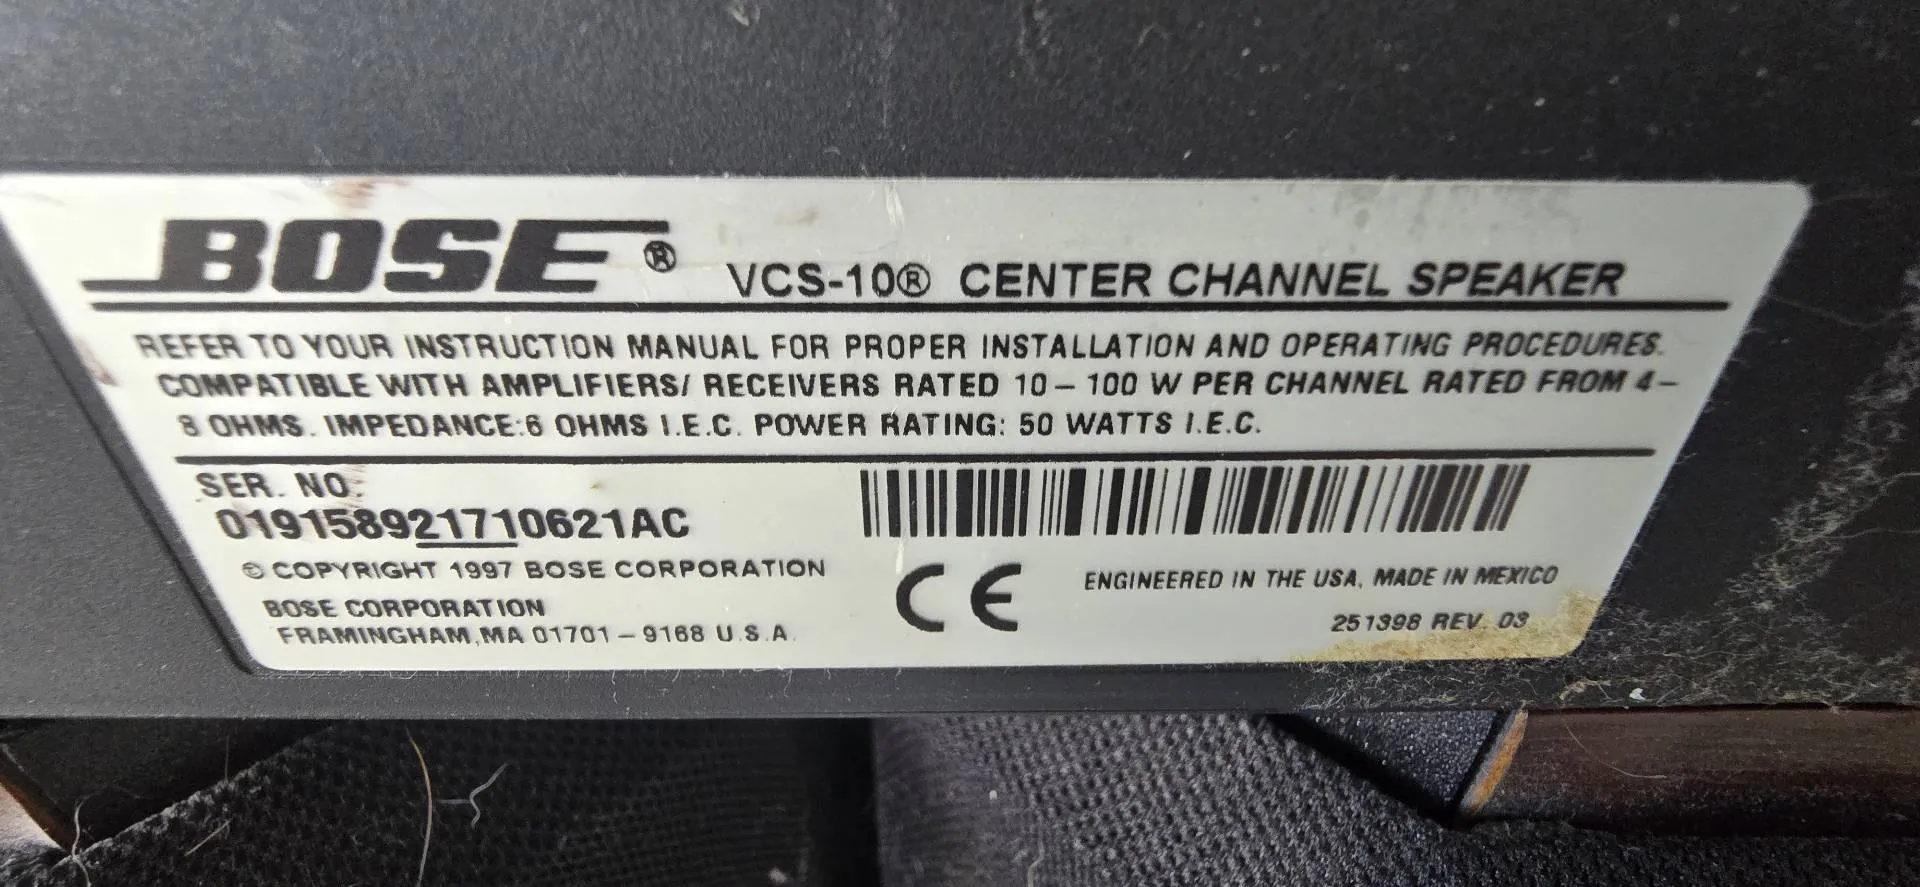 BOSE® VCS-10® CENTER CHANNEL SPEAKER
REFER TO YOUR INSTRUCTION MANUAL FOR PROPER INSTALLATION AND OPERATING PROCEDURES.
COMPATIBLE WITH AMPLIFIERS/ RECEIVERS RATED 10 – 100 W PER CHANNEL RATED FROM 4 –
8 OHMS. IMPEDANCE:6 OHMS I.E.C. POWER RATING: 50 WATTS I.E.C.
SER. NO.
019158921710621AC
© COPYRIGHT 1997 BOSE CORPORATION
BOSE CORPORATION
FRAMINGHAM,MA 01701 – 9168 U.S.A.
CE
ENGINEERED IN THE USA, MADE IN MEXICO
251398 REV. 03